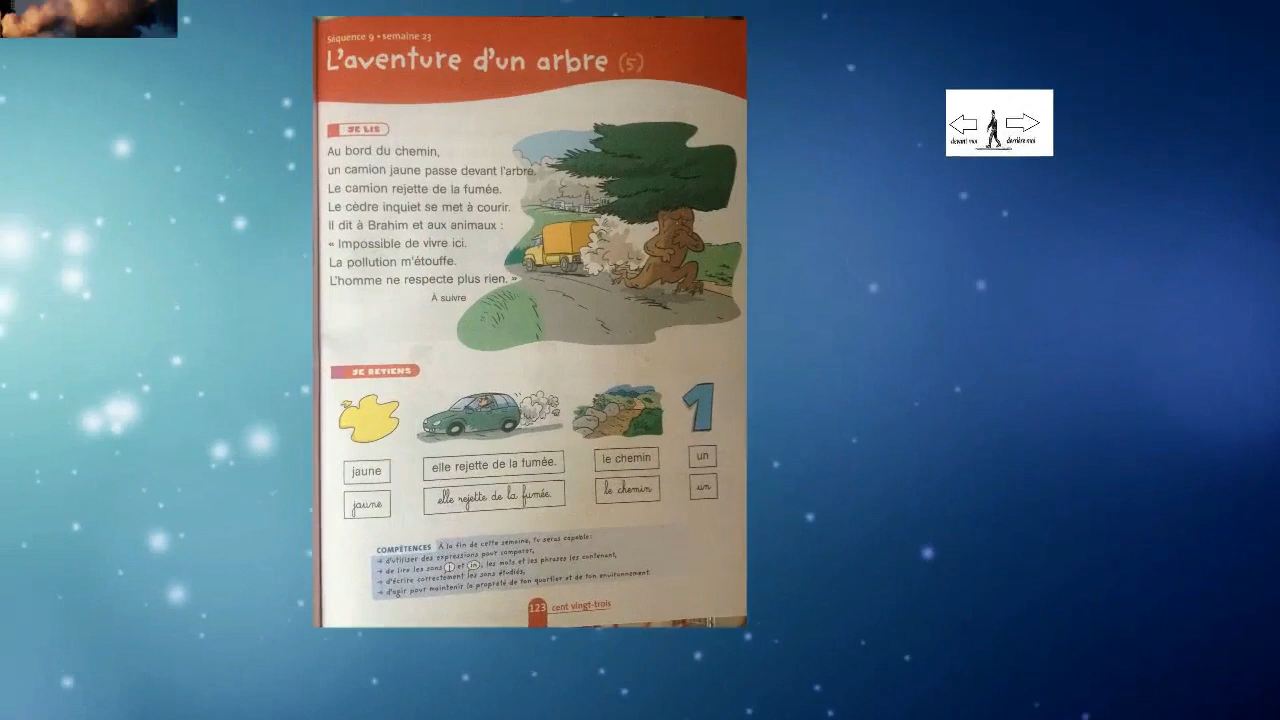 Séquence 9 • semaine 23
L'aventure d'un arbre (5)
JE LIS
Au bord du chemin,
un camion jaune passe devant l'arbre.
Le camion rejette de la fumée.
Le cèdre inquiet se met à courir.
Il dit à Brahim et aux animaux :
« Impossible de vivre ici.
La pollution m'étouffe.
L'homme ne respecte plus rien. »
À suivre
JE RETIENS
1
jaune
elle rejette de la fumée.
le chemin
un
jaune
elle rejette de la fumée.
le chemin
un
COMPÉTENCES À la fin de cette semaine, tu seras capable :
→ d'utiliser des expressions pour comparer,
→ de lire les sons j et in, les mots et les phrases les contenant,
→ d'écrire correctement les sons étudiés,
→ d'agir pour maintenir la propreté de ton quartier et de ton environnement.
123 cent vingt-trois
devant moi
derrière moi